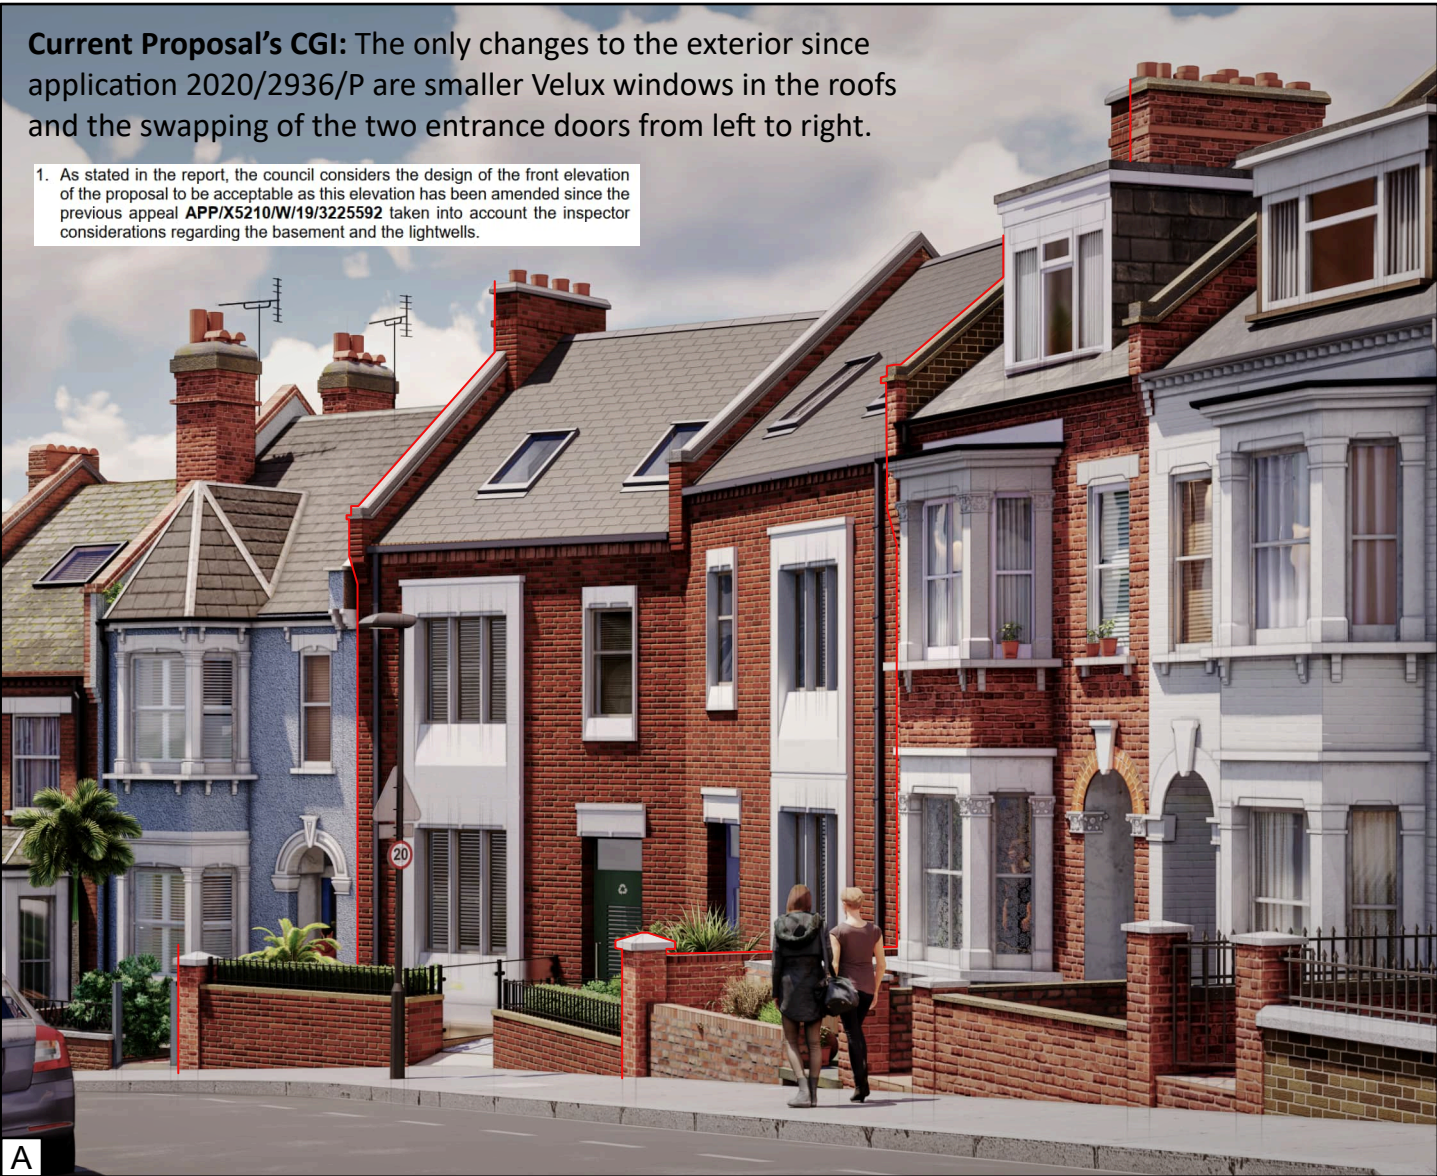 Current Proposal's CGI: The only changes to the exterior since
application 2020/2936/P are smaller Velux windows in the roofs
and the swapping of the two entrance doors from left to right.
1. As stated in the report, the council considers the design of the front elevation
of the proposal to be acceptable as this elevation has been amended since the
previous appeal APP/X5210/W/19/3225592 taken into account the inspector
considerations regarding the basement and the lightwells.
20
A